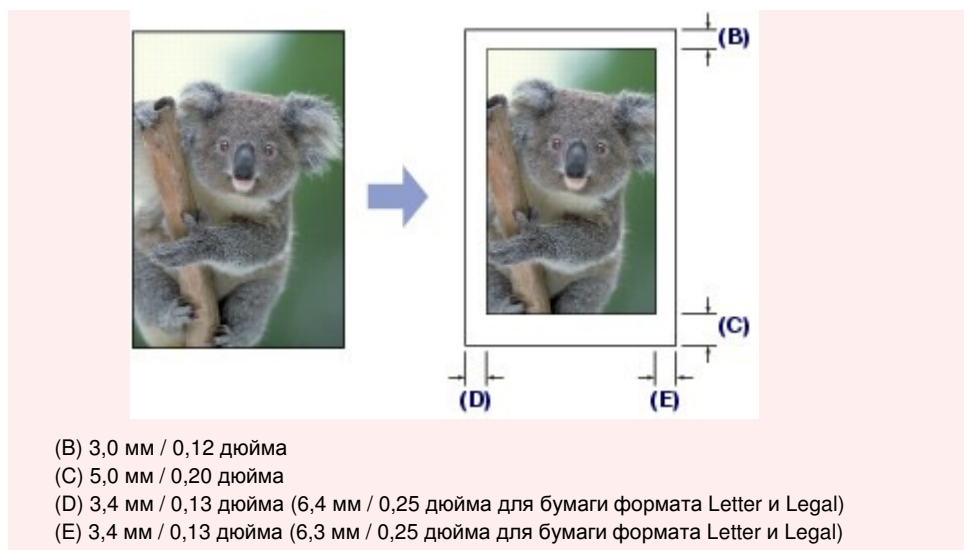 (B)
(C)
(D) (E)
(B) 3,0 мм / 0,12 дюйма
(C) 5,0 мм / 0,20 дюйма
(D) 3,4 мм / 0,13 дюйма (6,4 мм / 0,25 дюйма для бумаги формата Letter и Legal)
(E) 3,4 мм / 0,13 дюйма (6,3 мм / 0,25 дюйма для бумаги формата Letter и Legal)